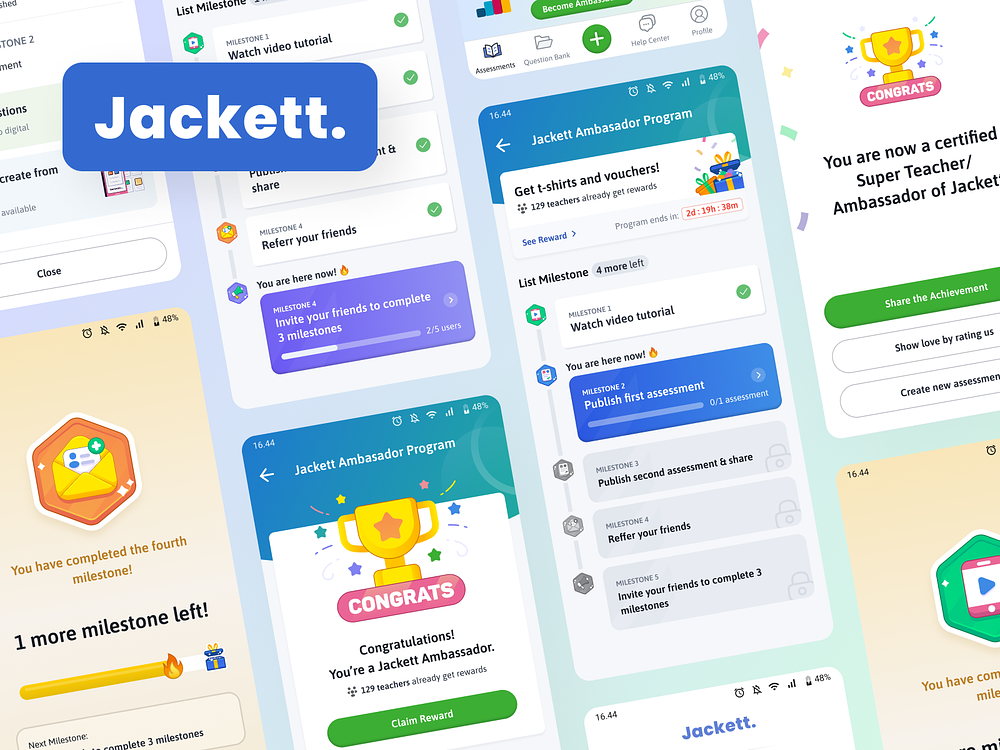 Jackett.
STONE 2
ment
stions
o digital
create from
available
Close
List Milestone
MILESTONE 1
Watch video tutorial
& 
share
MILESTONE 4
Referr your friends
You are here now! 🔥
MILESTONE 4
Invite your friends to complete
3 milestones
2/5 users
Become Ambassa
Assessments
Question Bank
Help Center
Profile
16.44
48%
Jackett Ambasador Program
Get t-shirts and vouchers!
129 teachers already get rewards
See Reward >
Program ends in: 2d : 19h : 38m
List Milestone 4 more left
MILESTONE 1
Watch video tutorial
You are here now! 🔥
MILESTONE 2
Publish first assessment
0/1 assessment
MILESTONE 3
Publish second assessment & share
MILESTONE 4
Reffer your friends
MILESTONE 5
Invite your friends to complete 3
milestones
CONGRATS
You are now a certified
Super Teacher/
Ambassador of Jackett
Share the Achievement
Show love by rating us
Create new assessmen
48%
You have completed the fourth
milestone!
1 more milestone left!
Next Milestone:
complete 3 milestones
16.44
48%
Jackett Ambasador Program
CONGRATS
Congratulations!
You're a Jackett Ambassador.
129 teachers already get rewards
Claim Reward
16.44
48%
Jackett.
16.44
You have com
mile